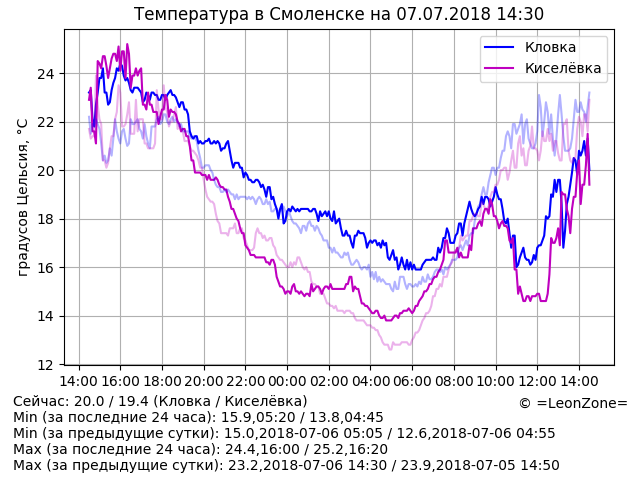 Температура в Смоленске на 07.07.2018 14:30
Кловка
Киселёвка
градусов Цельсия, °C
24
22
20
18
16
14
12
14:00 16:00 18:00 20:00 22:00 00:00 02:00 04:00 06:00 08:00 10:00 12:00 14:00
Сейчас: 20.0 / 19.4 (Кловка / Киселёвка)
© =LeonZone=
Min (за последние 24 часа): 15.9,05:20 / 13.8,04:45
Min (за предыдущие сутки): 15.0,2018-07-06 05:05 / 12.6,2018-07-06 04:55
Max (за последние 24 часа): 24.4,16:00 / 25.2,16:20
Max (за предыдущие сутки): 23.2,2018-07-06 14:30 / 23.9,2018-07-05 14:50